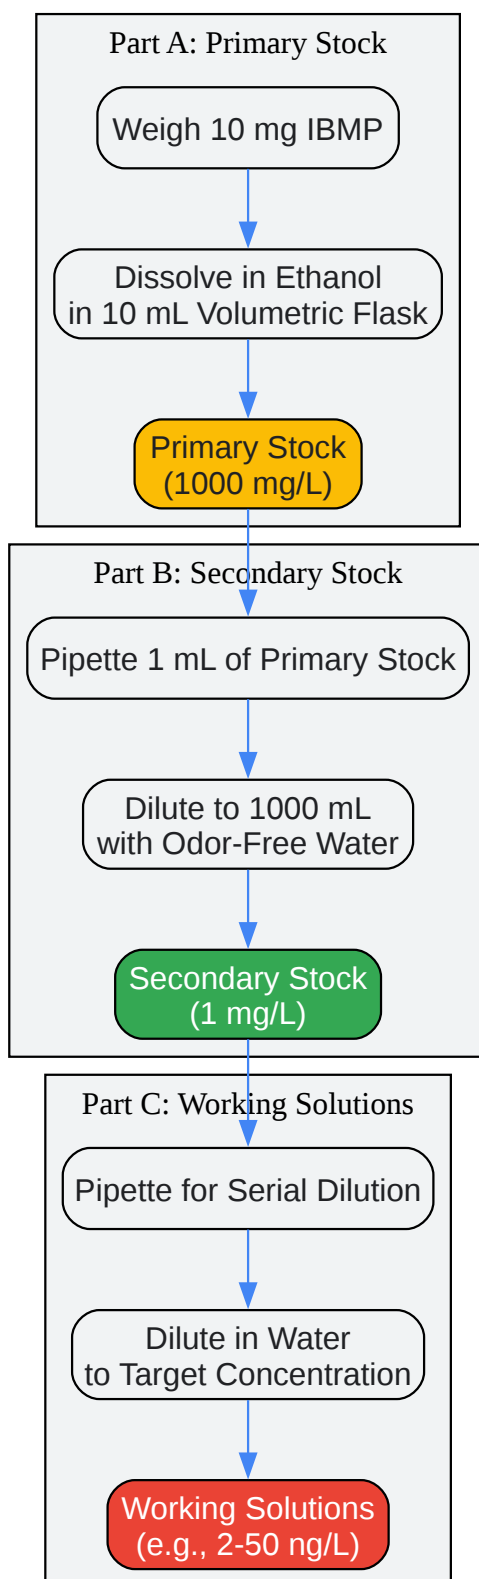 Part A: Primary Stock
Weigh 10 mg IBMP
Dissolve in Ethanol
in 10 mL Volumetric Flask
Primary Stock
(1000 mg/L)
Part B: Secondary Stock
Pipette 1 mL of Primary Stock
Dilute to 1000 mL
with Odor-Free Water
Secondary Stock
(1 mg/L)
Part C: Working Solutions
Pipette for Serial Dilution
Dilute in Water
to Target Concentration
Working Solutions
(e.g., 2-50 ng/L)